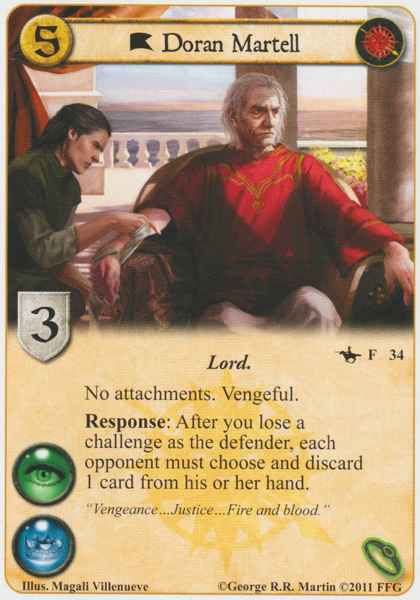 5
Doran Martell
3
Lord.
F 34
No attachments. Vengeful.
Response: After you lose a
challenge as the defender, each
opponent must choose and discard
1 card from his or her hand.
“Vengeance…Justice…Fire and blood.”
Illus. Magali Villenueve
©George R.R. Martin ©2011 FFG